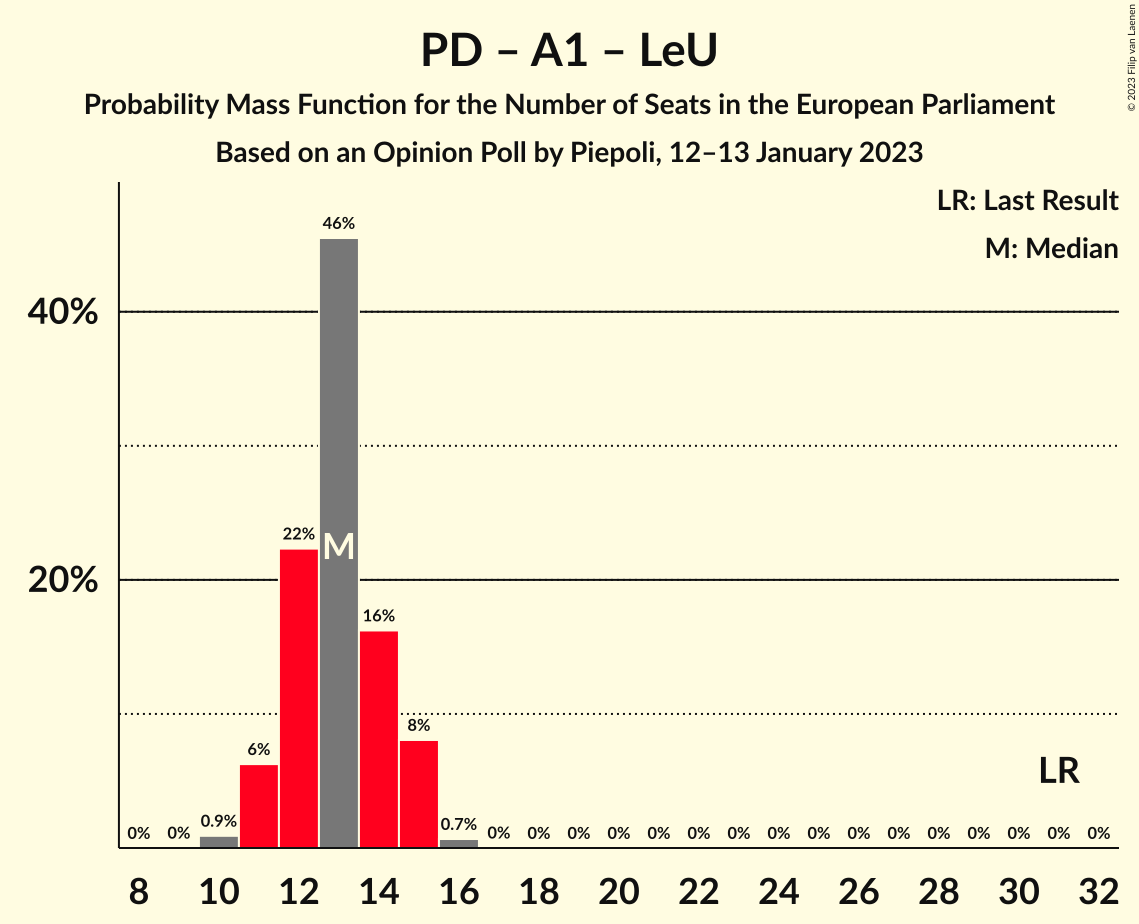 PD – A1 – LeU
Probability Mass Function for the Number of Seats in the European Parliament
Based on an Opinion Poll by Piepoli, 12–13 January 2023
© 2023 Filip van Laenen
LR: Last Result
M: Median
46%
40%
22%
M
20%
16%
8%
6%
LR
0% 0% 0.9% 0.7% 0% 0% 0% 0% 0% 0% 0% 0% 0% 0% 0% 0% 0% 0% 0% 0%
8 10 12 14 16 18 20 22 24 26 28 30 32